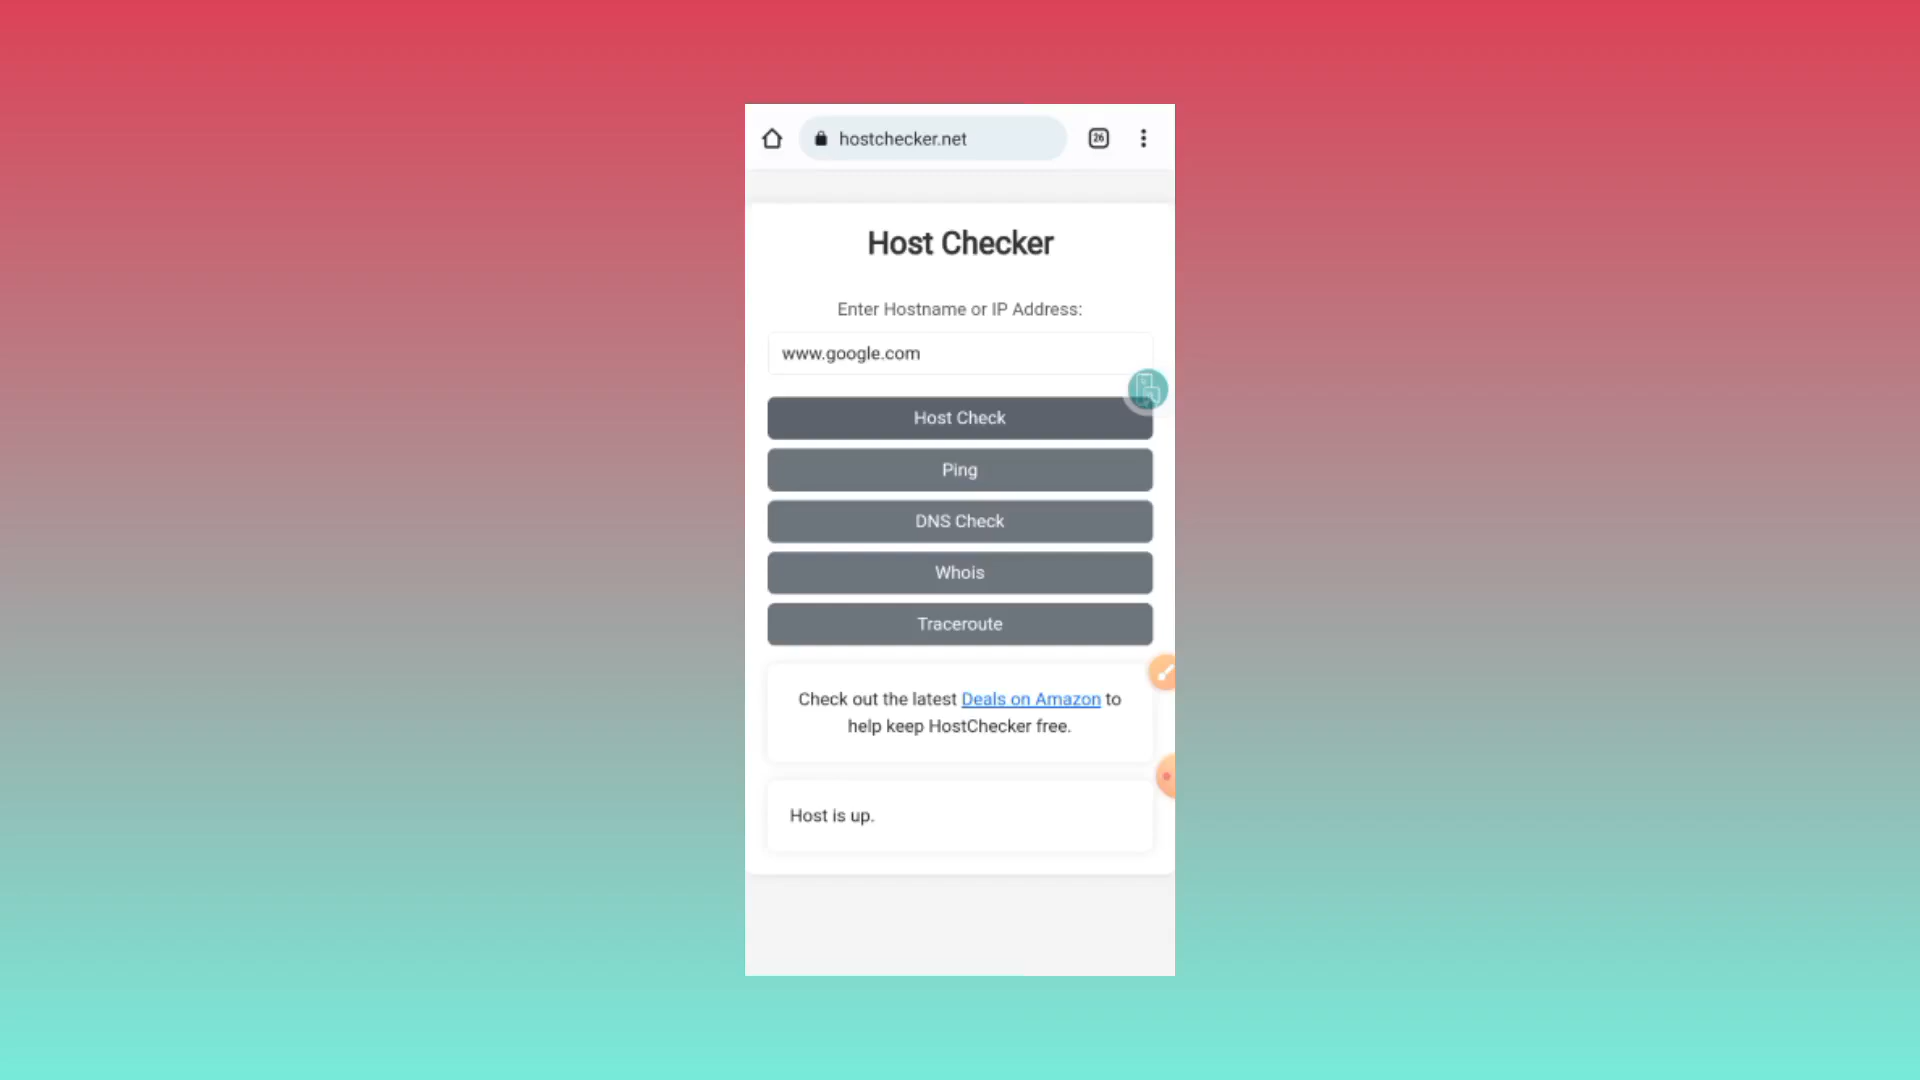 hostchecker.net
26
Host Checker
Enter Hostname or IP Address:
www.google.com
Host Check
Ping
DNS Check
Whois
Traceroute
Check out the latest Deals on Amazon to
help keep HostChecker free.
Host is up.